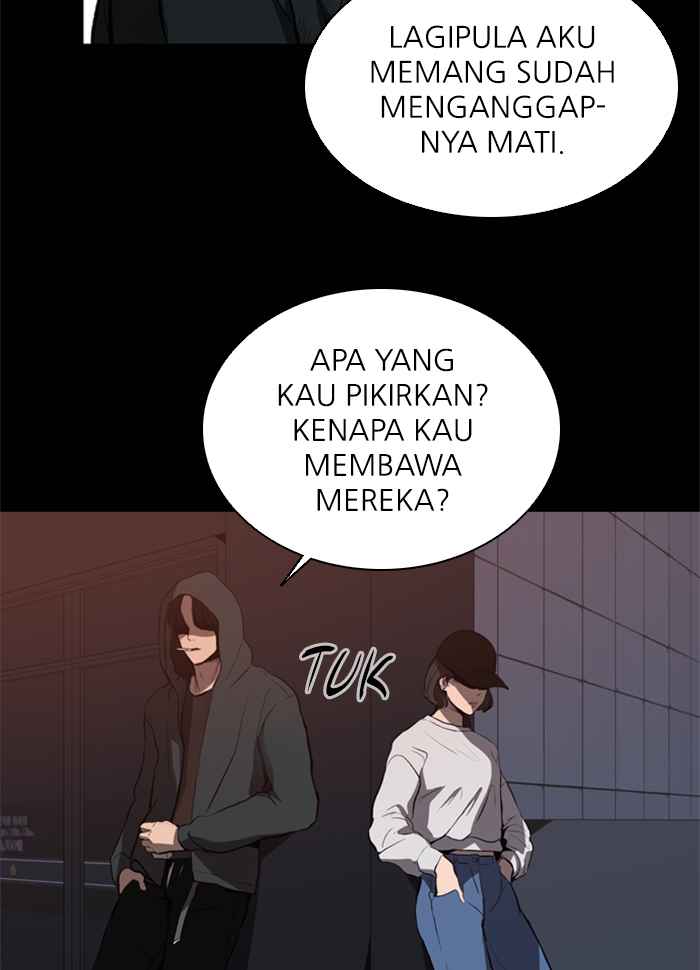 LAGIPULA AKU
MEMANG SUDAH
MENGANGGAP-
NYA MATI.
APA YANG
KAU PIKIRKAN?
KENAPA KAU
MEMBAWA
MEREKA?
TUK